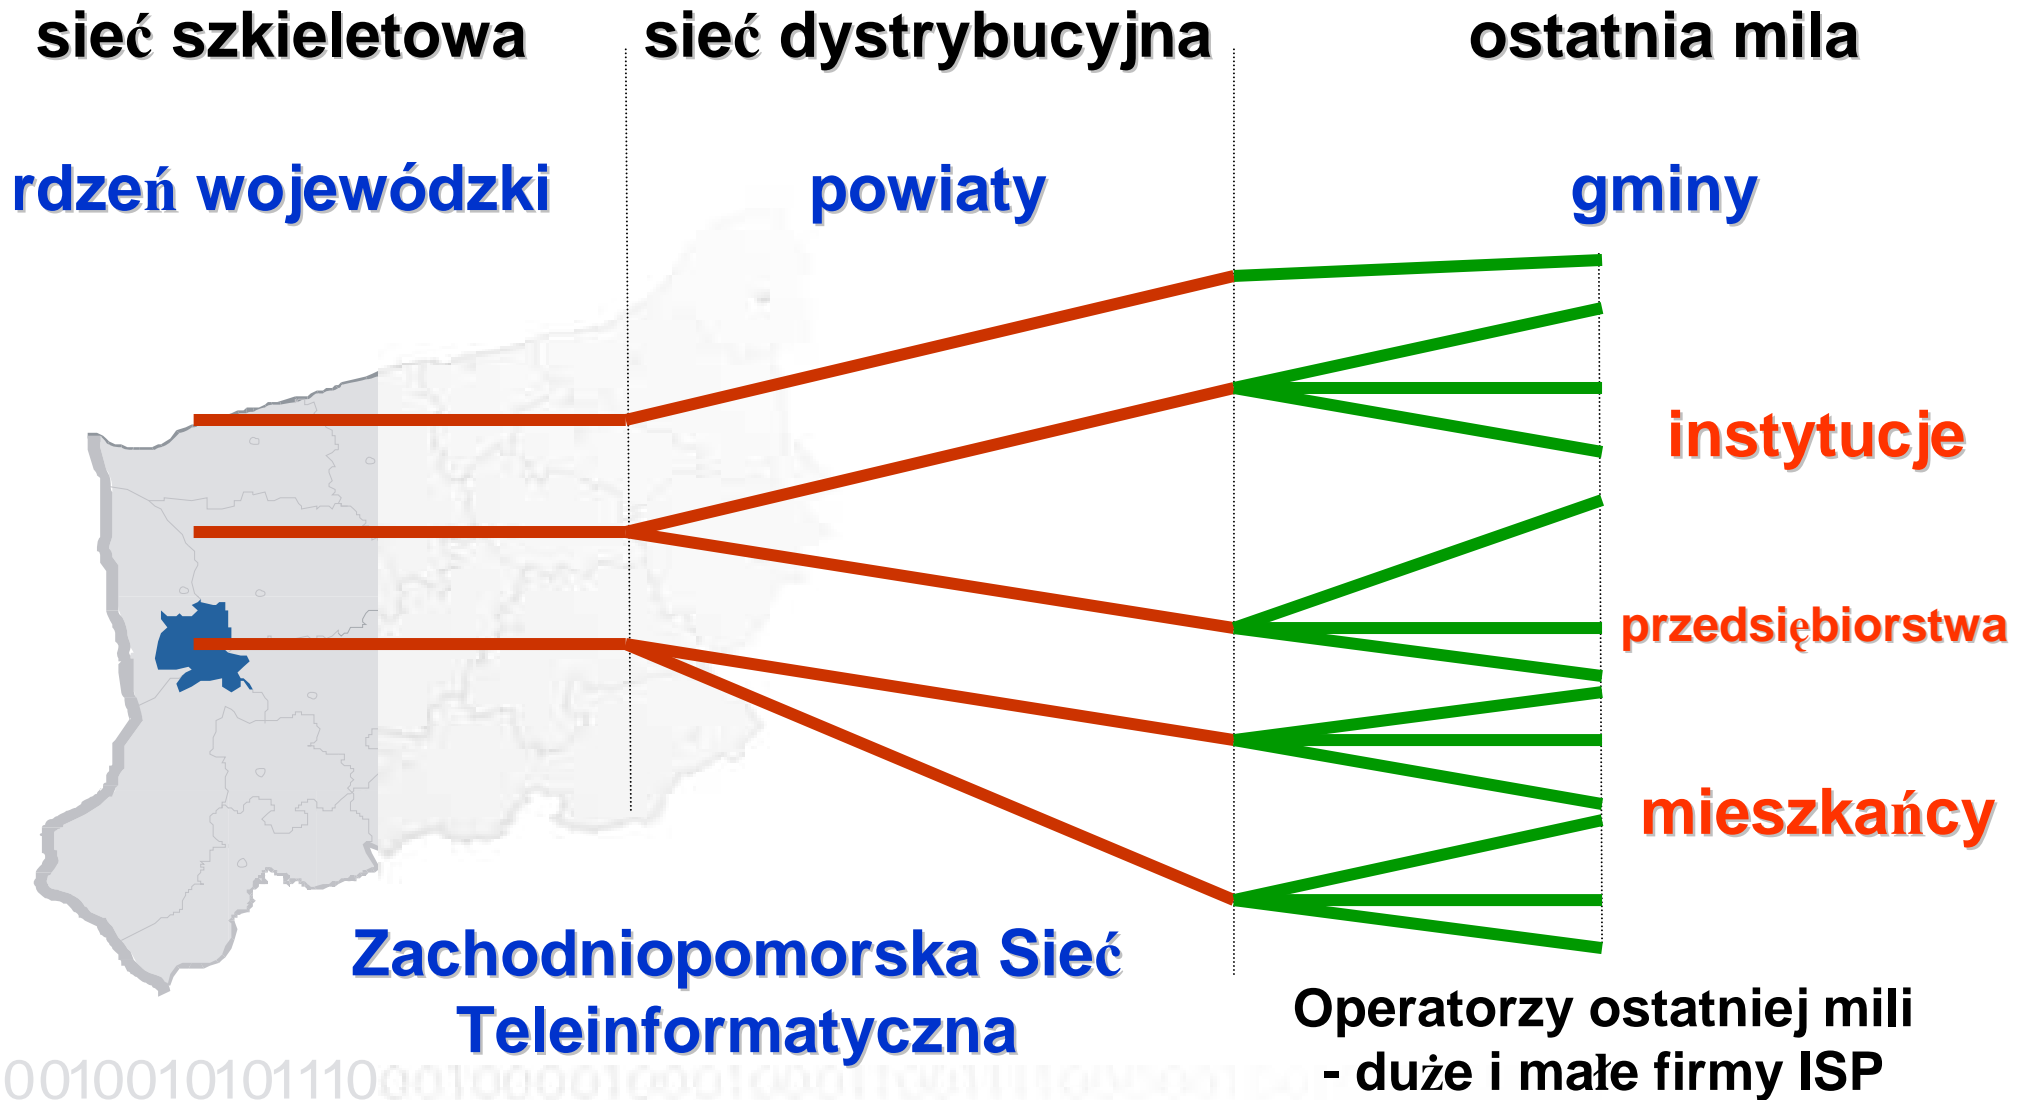 sieć szkieletowa
sieć dystrybucyjna
ostatnia mila
rdzeń wojewódzki
powiaty
gminy
instytucje
przedsiębiorstwa
mieszkańcy
Zachodniopomorska Sieć
Teleinformatyczna
Operatorzy ostatniej mili
- duże i małe firmy ISP
0010010101110